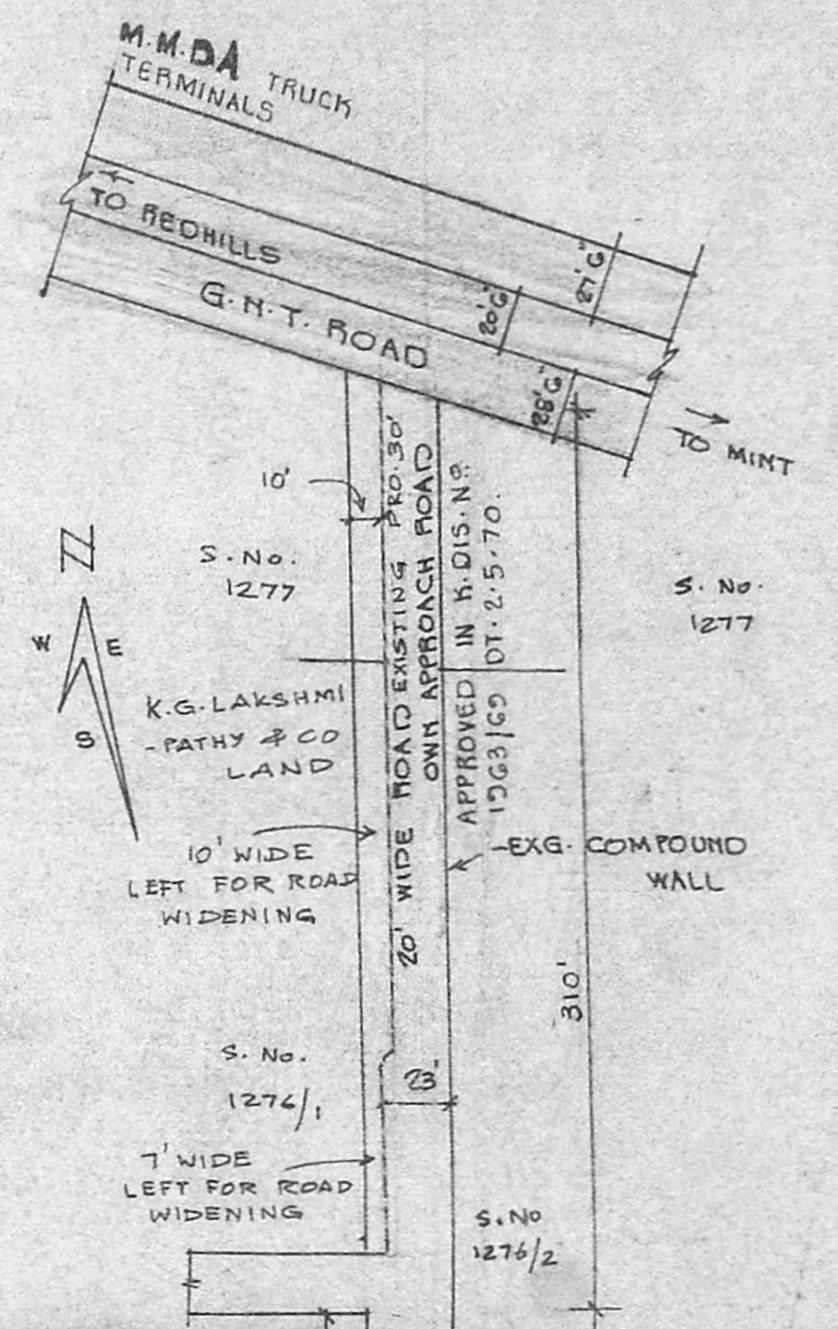 M.M.DA TRUCK
TERMINALS
TO REDHILLS
G.N.T. ROAD
20'6"
27'6"
28'6"
TO MINT
10'
PRO. 30'
20' WIDE ROAD EXISTING
OWN APPROACH ROAD
APPROVED IN K.DIS.No.
1963/69 DT. 2.5.70.
S. No.
1277
S. No.
1277
N
W E
S
K.G.LAKSHMI
-PATHY & CO
LAND
10' WIDE
LEFT FOR ROAD
WIDENING
-EXG. COMPOUND
WALL
310'
S. No.
1276/1
23'
7' WIDE
LEFT FOR ROAD
WIDENING
S.No
1276/2